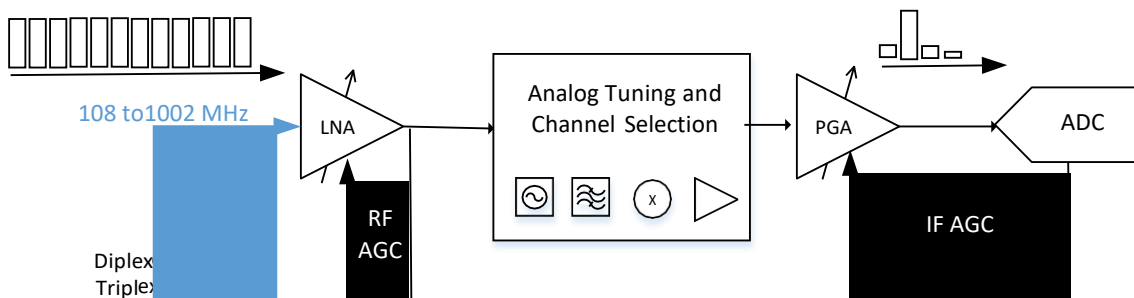 108 to1002 MHz
LNA
Analog Tuning and
Channel Selection
X
PGA
ADC
RF
AGC
IF AGC
Diplex
Triplex